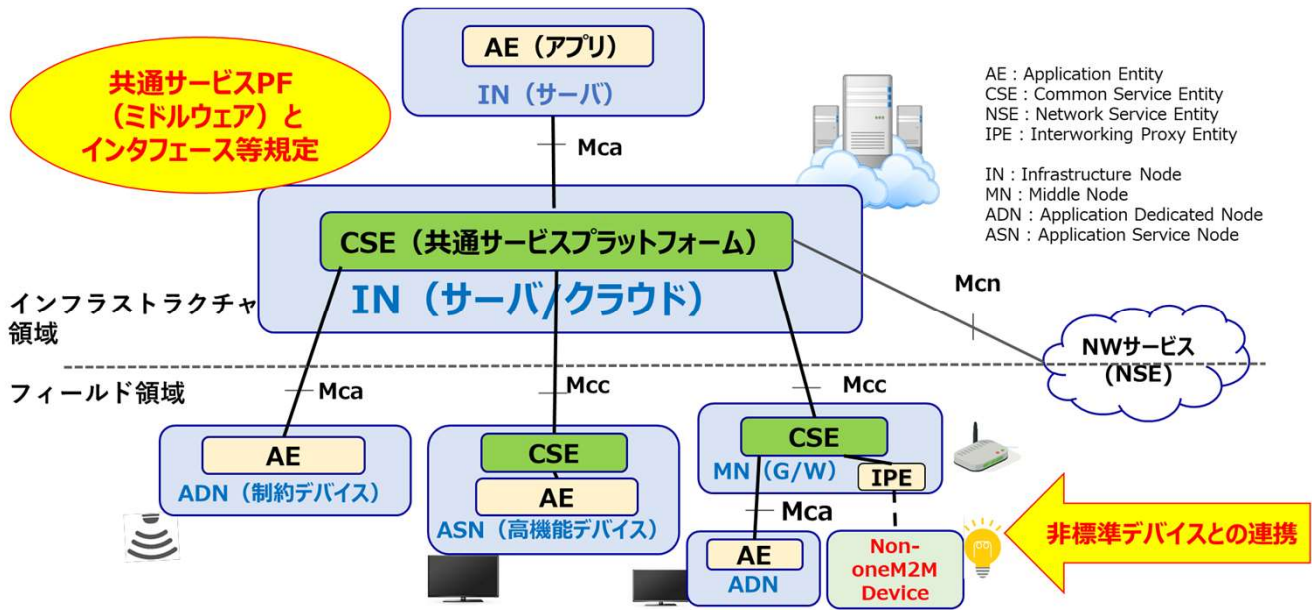 AE（アプリ）
IN（サーバ）
共通サービスPF
（ミドルウェア）と
インタフェース等規定
AE : Application Entity
CSE : Common Service Entity
NSE : Network Service Entity
IPE : Interworking Proxy Entity
IN : Infrastructure Node
MN : Middle Node
ADN : Application Dedicated Node
ASN : Application Service Node
Mca
CSE（共通サービスプラットフォーム）
IN（サーバ/クラウド）
Mcn
インフラストラクチャ
領域
NWサービス
(NSE)
フィールド領域
Mca
Mcc
Mcc
AE
ADN（制約デバイス）
CSE
AE
ASN（高機能デバイス）
CSE
MN（G/W）
IPE
Mca
AE
ADN
Non-
oneM2M
Device
非標準デバイスとの連携